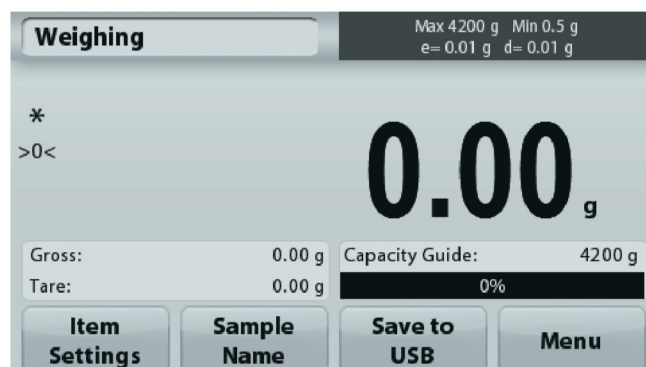 Weighing
Max 4200 g Min 0.5 g
e= 0.01 g d= 0.01 g
*
>0<
0.00 g
Gross: 0.00 g
Tare: 0.00 g
Capacity Guide: 4200 g
0%
Item
Settings
Sample
Name
Save to
USB
Menu